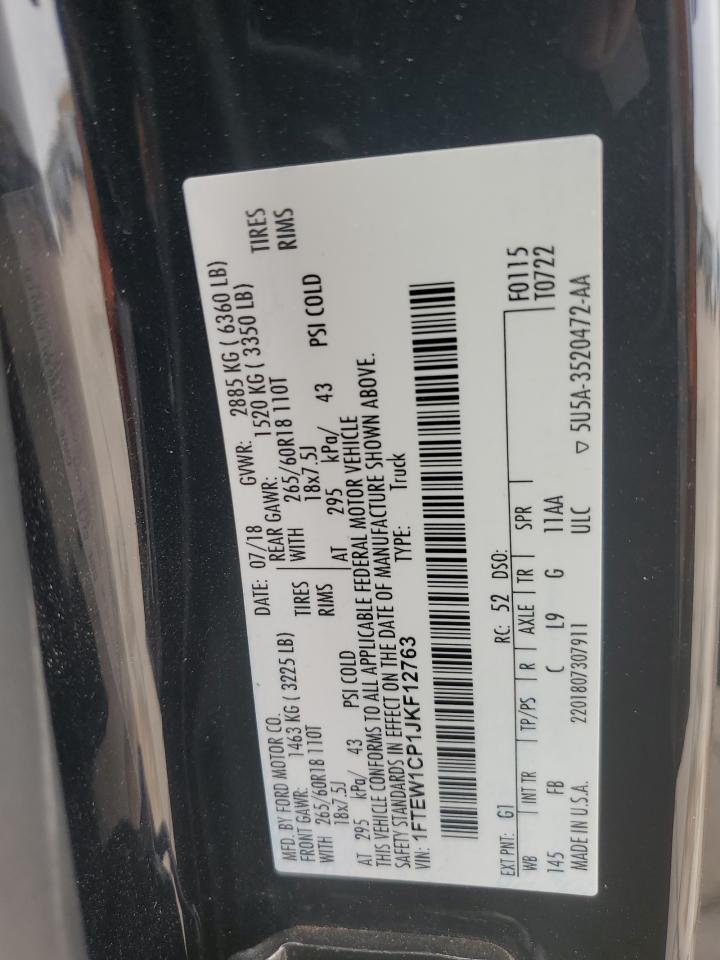 MFD. BY FORD MOTOR CO.
DATE: 07/18 GVWR: 2885 KG ( 6360 LB)
FRONT GAWR: 1463 KG ( 3225 LB) REAR GAWR: 1520 KG ( 3350 LB)
WITH 265/60R18 110T TIRES WITH 265/60R18 110T TIRES
18x7.5J RIMS 18x7.5J RIMS
AT 295 kPa/ 43 PSI COLD AT 295 kPa/ 43 PSI COLD
THIS VEHICLE CONFORMS TO ALL APPLICABLE FEDERAL MOTOR VEHICLE
SAFETY STANDARDS IN EFFECT ON THE DATE OF MANUFACTURE SHOWN ABOVE.
VIN: 1FTEW1CP1JKF12763 TYPE: Truck
F0115
EXT PNT: G1 RC: 52 DSO: T0722
WB INT TR TP/PS R AXLE TR SPR
145 FB C L9 G 11AA
MADE IN U.S.A. 2201807307911 ULC ▽ 5U5A-3520472-AA